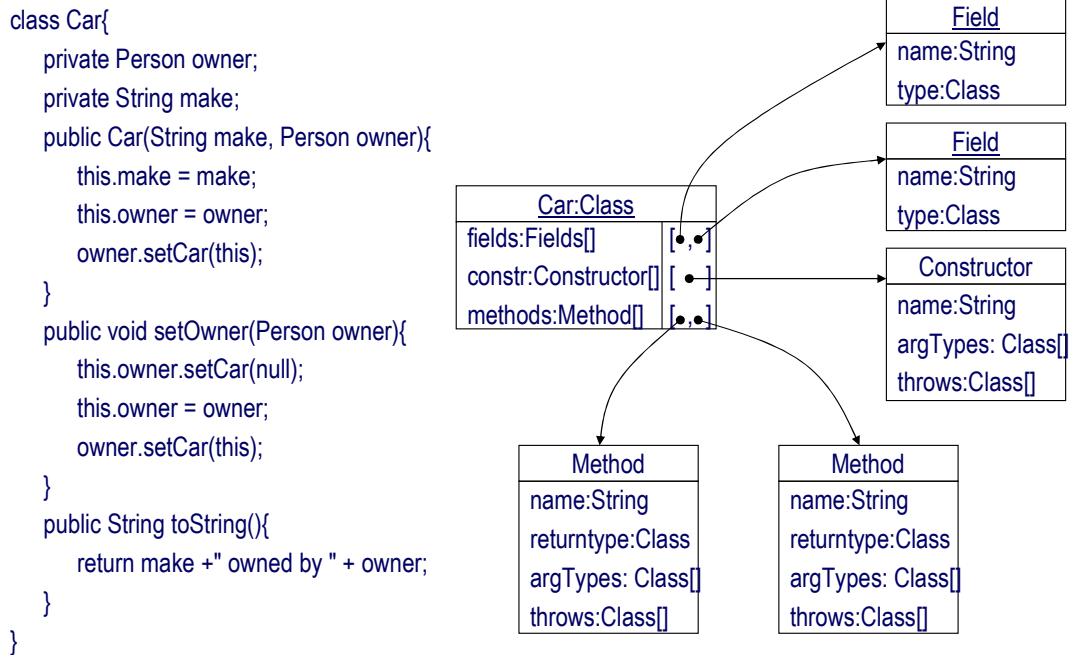 class Car{
private Person owner;
private String make;
public Car(String make, Person owner){
this.make = make;
this.owner = owner;
owner.setCar(this);
}
public void setOwner(Person owner){
this.owner.setCar(null);
this.owner = owner;
owner.setCar(this);
}
public String toString(){
return make +" owned by " + owner;
}
}
Car:Class
fields:Fields[] [ , ]
constr:Constructor[] [ ]
methods:Method[] [ , ]
Field
name:String
type:Class
Field
name:String
type:Class
Constructor
name:String
argTypes: Class[]
throws:Class[]
Method
name:String
returntype:Class
argTypes: Class[]
throws:Class[]
Method
name:String
returntype:Class
argTypes: Class[]
throws:Class[]